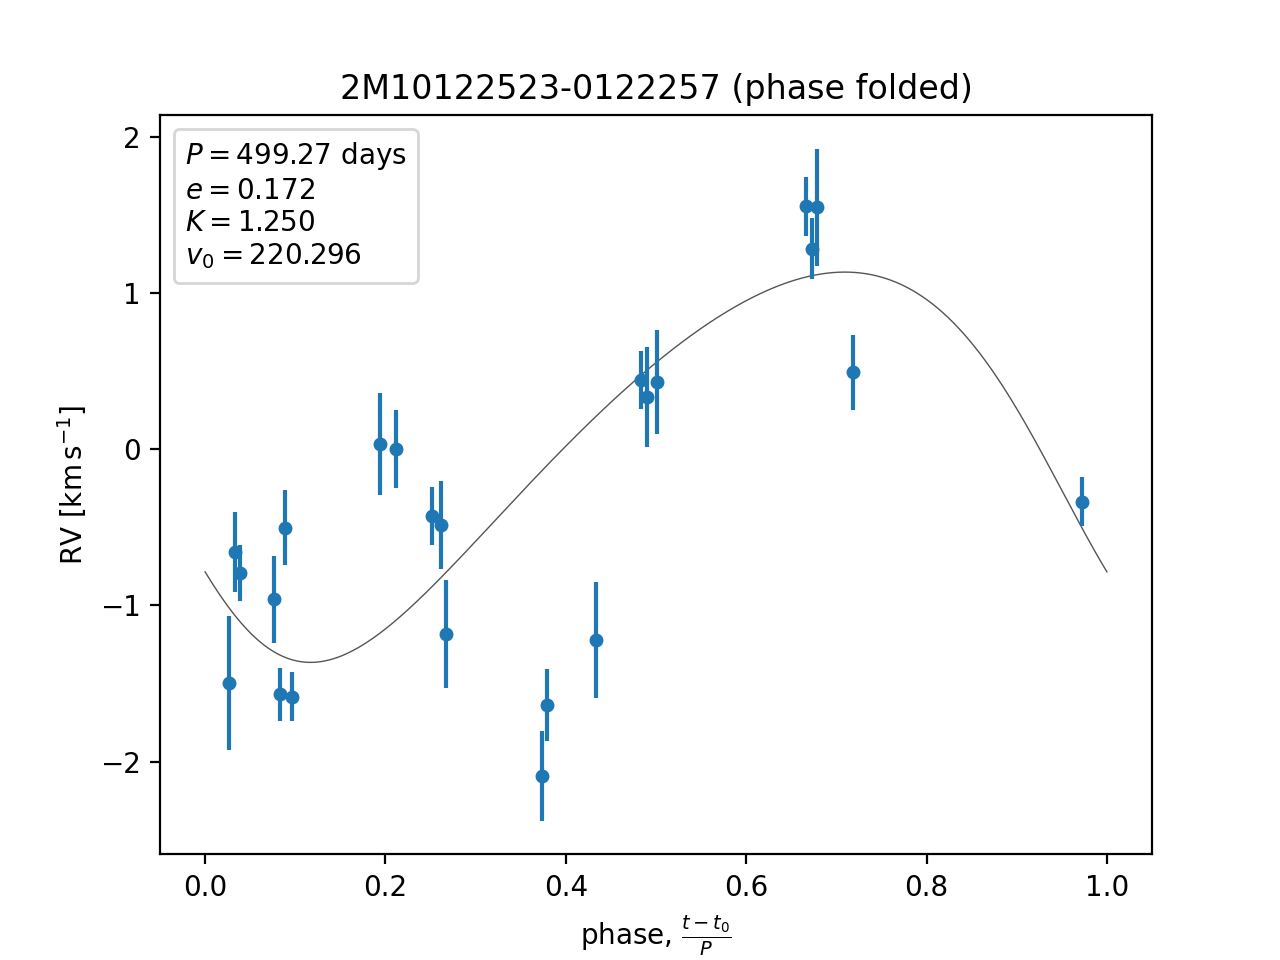 2M10122523-0122257 (phase folded)
P = 499.27 days
e = 0.172
K = 1.250
v₀ = 220.296
2
1
0
−1
−2
RV [km s⁻¹]
0.0 0.2 0.4 0.6 0.8 1.0
phase, (t − t₀)/P